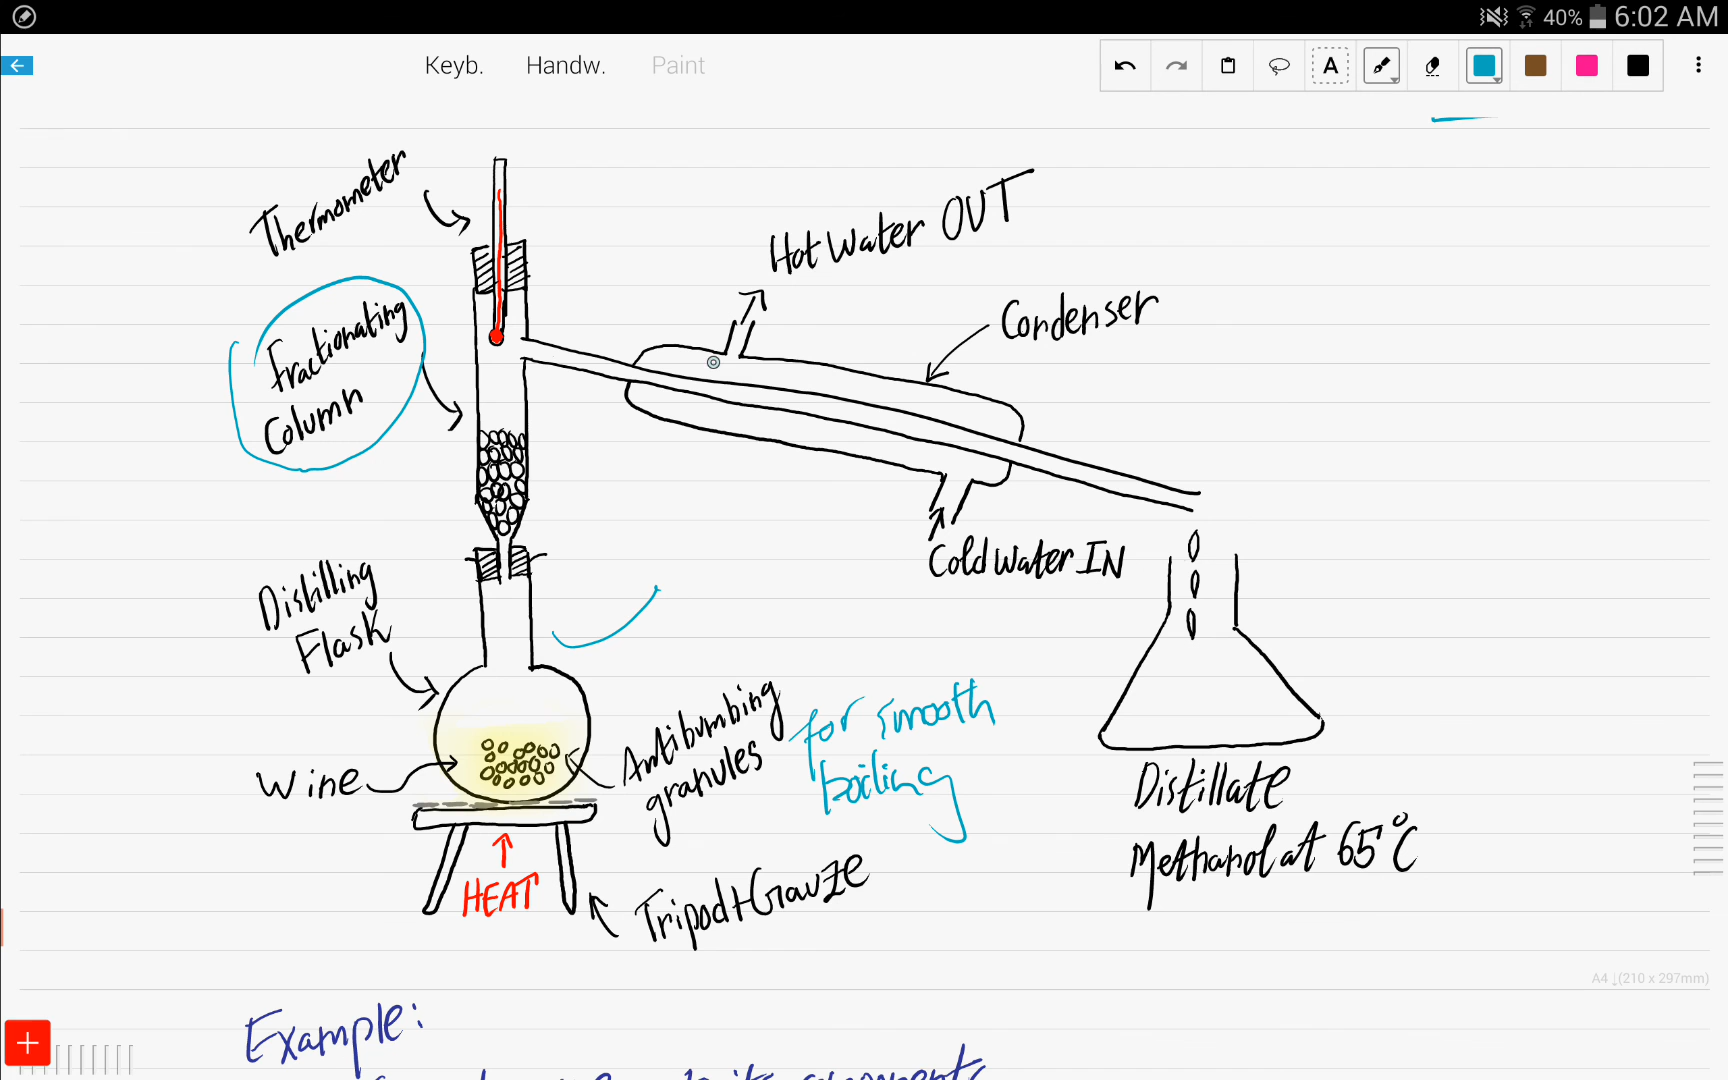 40% 6:02 AM
Keyb. Handw. Paint
A
Thermometer
Hot Water OUT
Fractionating
Column
Condenser
Cold Water IN
Distilling
Flask
Wine
Antibumbing
granules
for smooth
boiling
HEAT
Tripod+Gauze
Distillate
Methanol at 65°C
A4 (210 x 297mm)
Example: